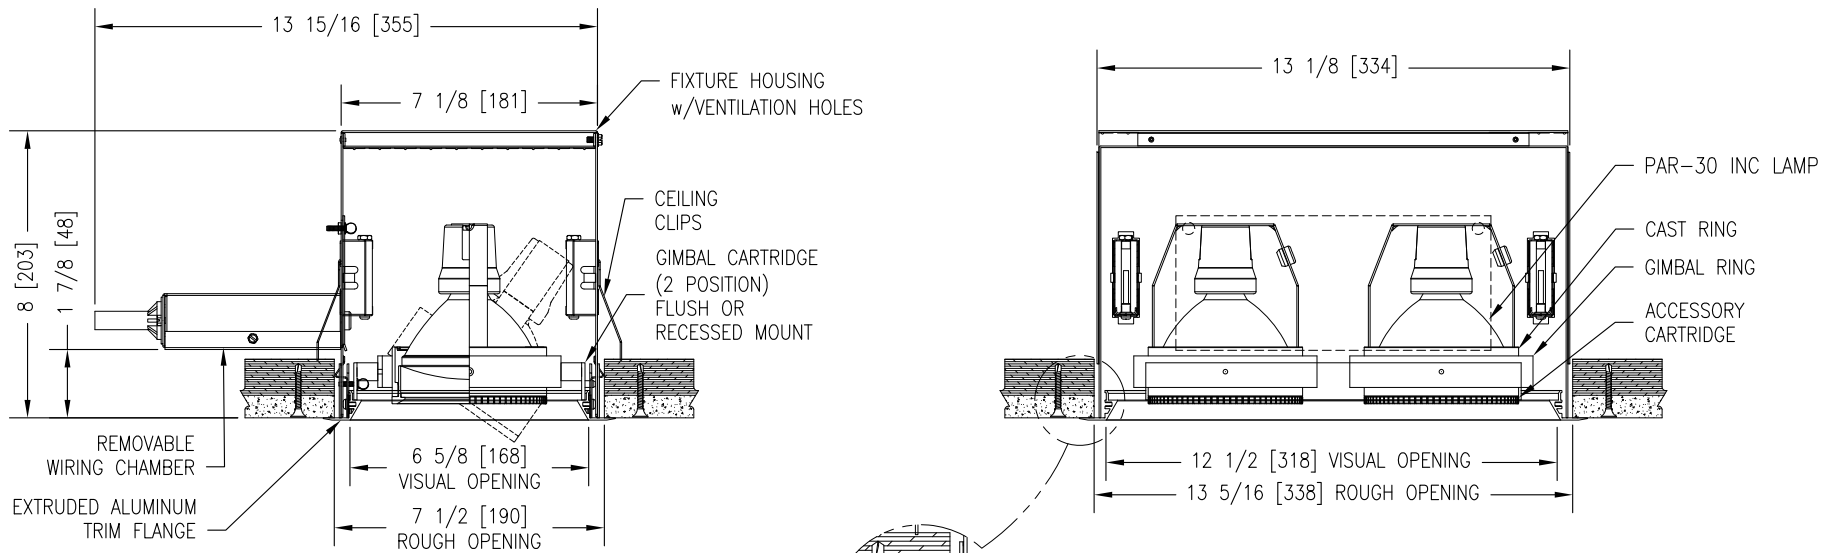 13 15/16 [355]
7 1/8 [181]
FIXTURE HOUSING
w/VENTILATION HOLES
8 [203]
1 7/8 [48]
CEILING
CLIPS
GIMBAL CARTRIDGE
(2 POSITION)
FLUSH OR
RECESSED MOUNT
REMOVABLE
WIRING CHAMBER
EXTRUDED ALUMINUM
TRIM FLANGE
6 5/8 [168]
VISUAL OPENING
7 1/2 [190]
ROUGH OPENING
13 1/8 [334]
PAR-30 INC LAMP
CAST RING
GIMBAL RING
ACCESSORY
CARTRIDGE
12 1/2 [318] VISUAL OPENING
13 5/16 [338] ROUGH OPENING